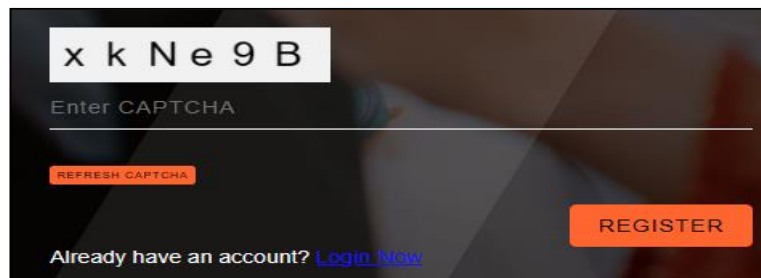 x k N e 9 B
Enter CAPTCHA
REFRESH CAPTCHA
REGISTER
Already have an account? Login Now